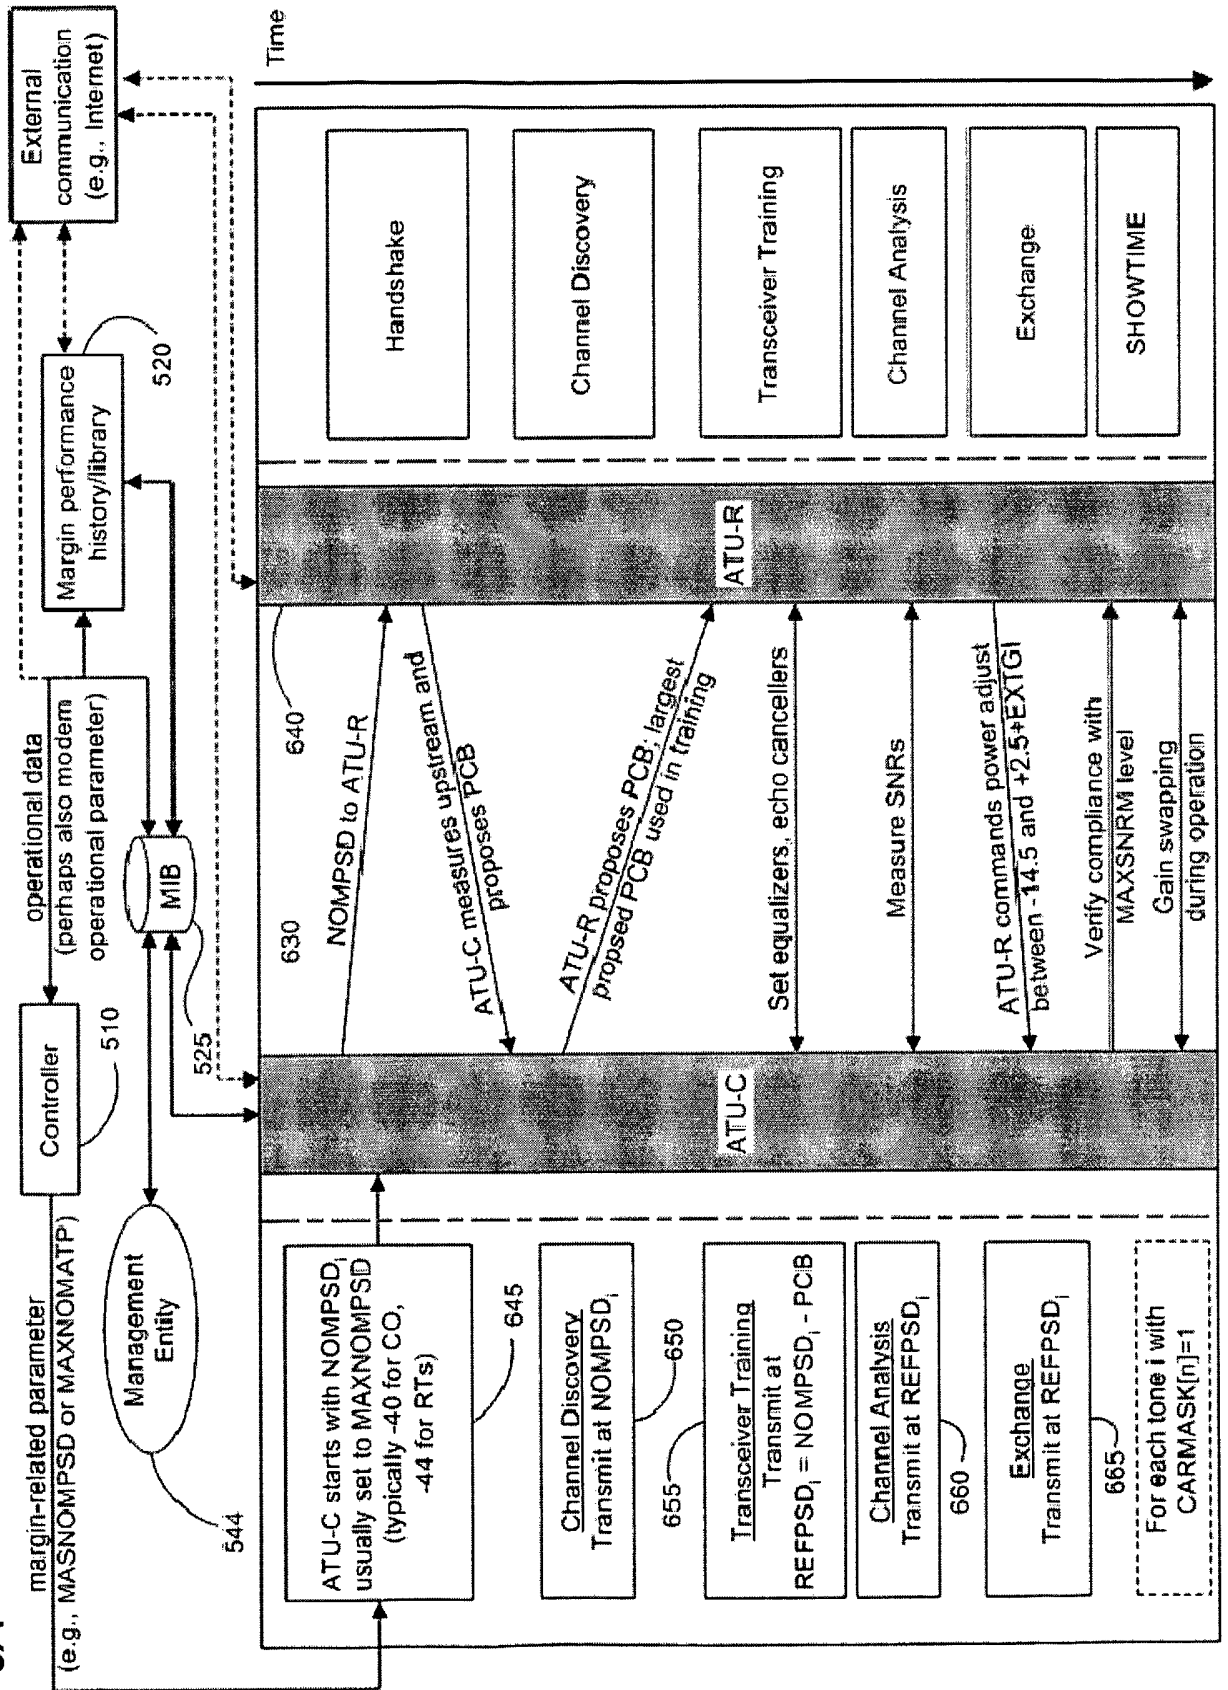 margin-related parameter
(e.g., MASNOMPSD or MAXNOMATP)
Controller
510
operational data
(perhaps also modem
operational parameter)
Margin performance
history/library
520
External
communication
(e.g., Internet)
Management
Entity
544
MIB
525
630
640
Time
ATU-C starts with NOMPSDi
usually set to MAXNOMPSD
(typically -40 for CO,
-44 for RTs)
645
Channel Discovery
Transmit at NOMPSDi
650
655
Transceiver Training
Transmit at
REFPSDi = NOMPSDi - PCB
Channel Analysis
Transmit at REFPSDi
660
Exchange
Transmit at REFPSDi
665
For each tone i with
CARMASK[n]=1
ATU-C
NOMPSD to ATU-R
ATU-C measures upstream and
proposes PCB
ATU-R proposes PCB; largest
propsed PCB used in training
Set equalizers, echo cancellers
Measure SNRs
ATU-R commands power adjust
between -14.5 and +2.5+EXTGI
Verify compliance with
MAXSNRM level
Gain swapping
during operation
ATU-R
Handshake
Channel Discovery
Transceiver Training
Channel Analysis
Exchange
SHOWTIME